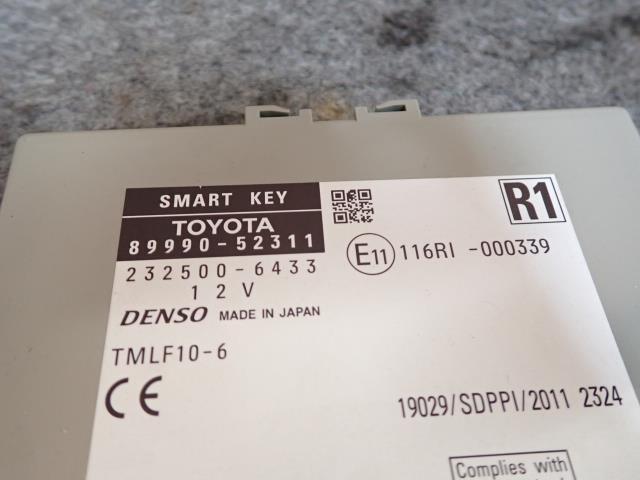 SMART KEY
TOYOTA
89990-52311
232500-6433
12V
DENSO MADE IN JAPAN
TMLF10-6
CE
R1
E11 116RI -000339
19029/SDPPI/2011 2324
Complies with